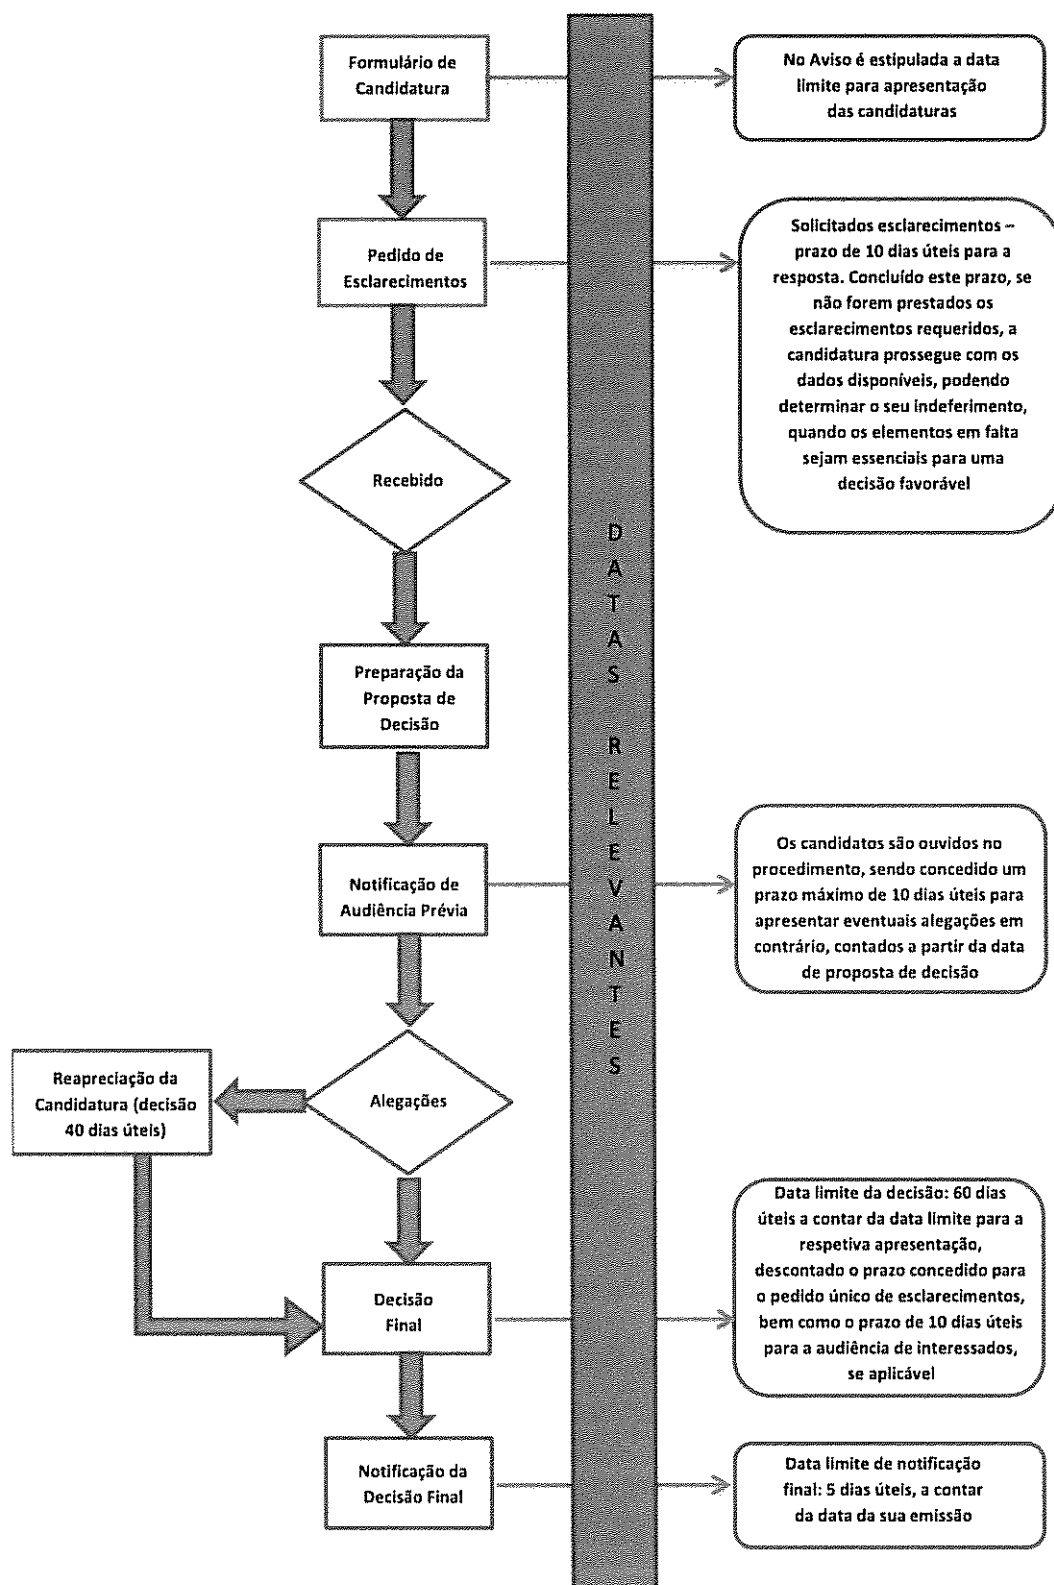 Formulário de
Candidatura
No Aviso é estipulada a data
limite para apresentação
das candidaturas
Pedido de
Esclarecimentos
Solicitados esclarecimentos –
prazo de 10 dias úteis para a
resposta. Concluído este prazo, se
não forem prestados os
esclarecimentos requeridos, a
candidatura prossegue com os
dados disponíveis, podendo
determinar o seu indeferimento,
quando os elementos em falta
sejam essenciais para uma
decisão favorável
Recebido
DATAS RELEVANTES
Preparação da
Proposta de
Decisão
Notificação de
Audiência Prévia
Os candidatos são ouvidos no
procedimento, sendo concedido um
prazo máximo de 10 dias úteis para
apresentar eventuais alegações em
contrário, contados a partir da data
de proposta de decisão
Alegações
Reapreciação da
Candidatura (decisão
40 dias úteis)
Decisão
Final
Data limite da decisão: 60 dias
úteis a contar da data limite para a
respetiva apresentação,
descontado o prazo concedido para
o pedido único de esclarecimentos,
bem como o prazo de 10 dias úteis
para a audiência de interessados,
se aplicável
Notificação da
Decisão Final
Data limite de notificação
final: 5 dias úteis, a contar
da data da sua emissão